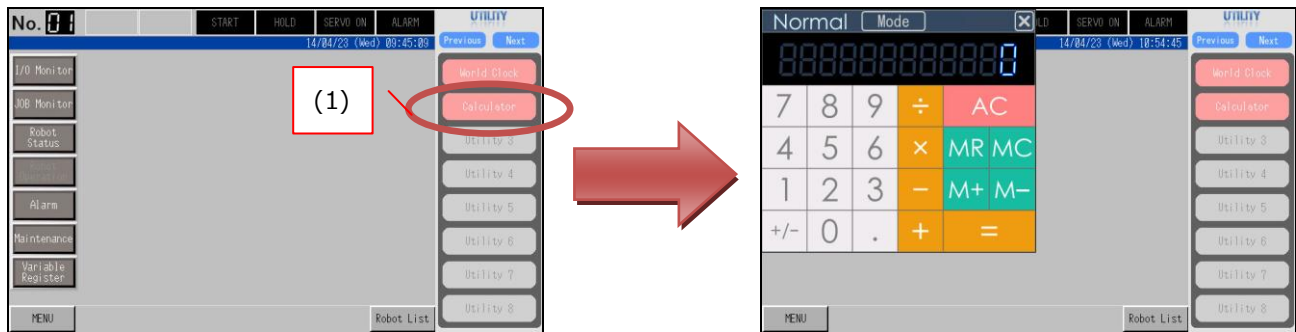 No. 01
START HOLD SERVO ON ALARM
UTILITY
14/04/23 (Wed) 09:45:09
Previous Next
I/O Monitor
JOB Monitor
Robot
Status
Alarm
Maintenance
Variable
Register
MENU
Robot List
World Clock
Calculator
Utility 3
Utility 4
Utility 5
Utility 6
Utility 7
Utility 8
(1)
Normal Mode X
LD SERVO ON ALARM
UTILITY
14/04/23 (Wed) 10:54:45
Previous Next
0
7 8 9 ÷ AC
4 5 6 × MR MC
1 2 3 − M+ M−
+/- 0 . + =
MENU
Robot List
World Clock
Calculator
Utility 3
Utility 4
Utility 5
Utility 6
Utility 7
Utility 8